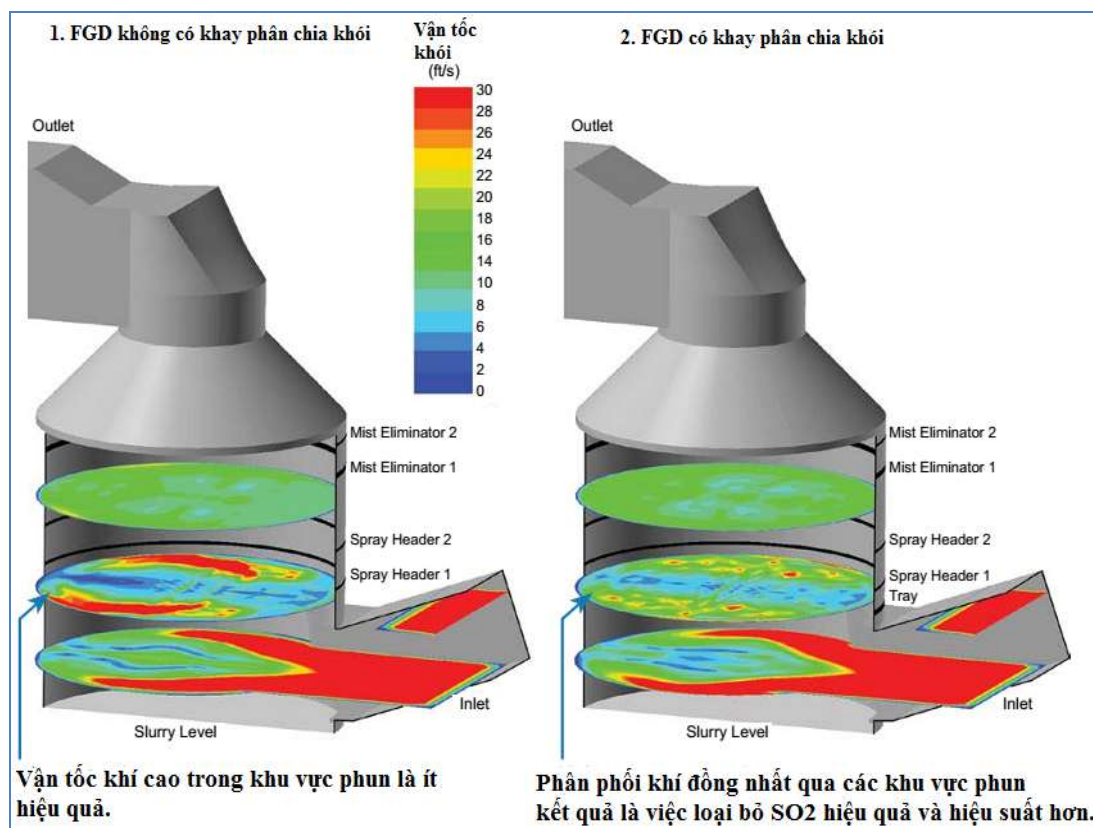 1. FGD không có khay phân chia khói
Vận tốc
khói
(ft/s)
2. FGD có khay phân chia khói
30
28
26
24
22
20
18
16
14
10
8
6
4
2
0
Outlet
Mist Eliminator 2
Mist Eliminator 1
Spray Header 2
Spray Header 1
Inlet
Slurry Level
Outlet
Mist Eliminator 2
Mist Eliminator 1
Spray Header 2
Spray Header 1
Tray
Inlet
Slurry Level
Vận tốc khí cao trong khu vực phun là ít
hiệu quả.
Phân phối khí đồng nhất qua các khu vực phun
kết quả là việc loại bỏ SO2 hiệu quả và hiệu suất hơn.